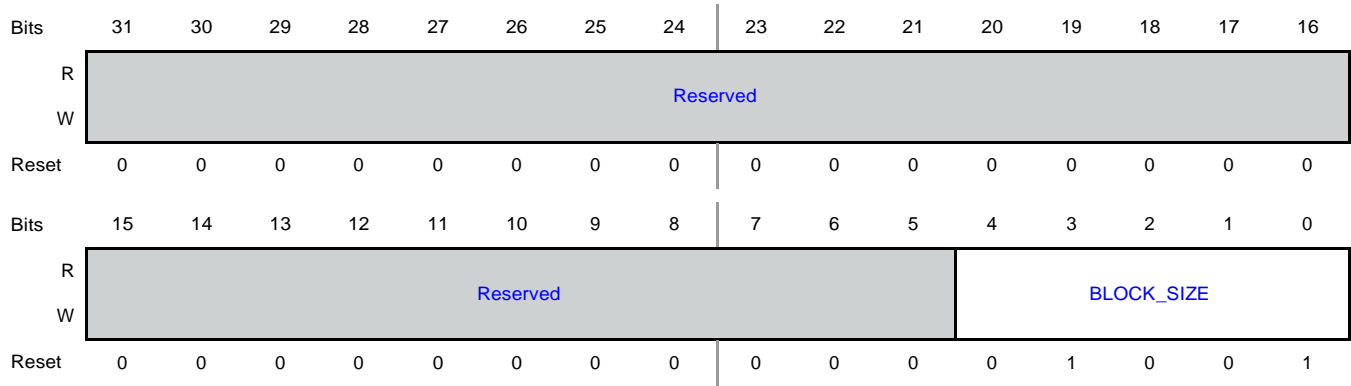 Bits 31 30 29 28 27 26 25 24 23 22 21 20 19 18 17 16
R
Reserved
W
Reset 0 0 0 0 0 0 0 0 0 0 0 0 0 0 0 0
Bits 15 14 13 12 11 10 9 8 7 6 5 4 3 2 1 0
R
Reserved BLOCK_SIZE
W
Reset 0 0 0 0 0 0 0 0 0 0 0 0 1 0 0 1